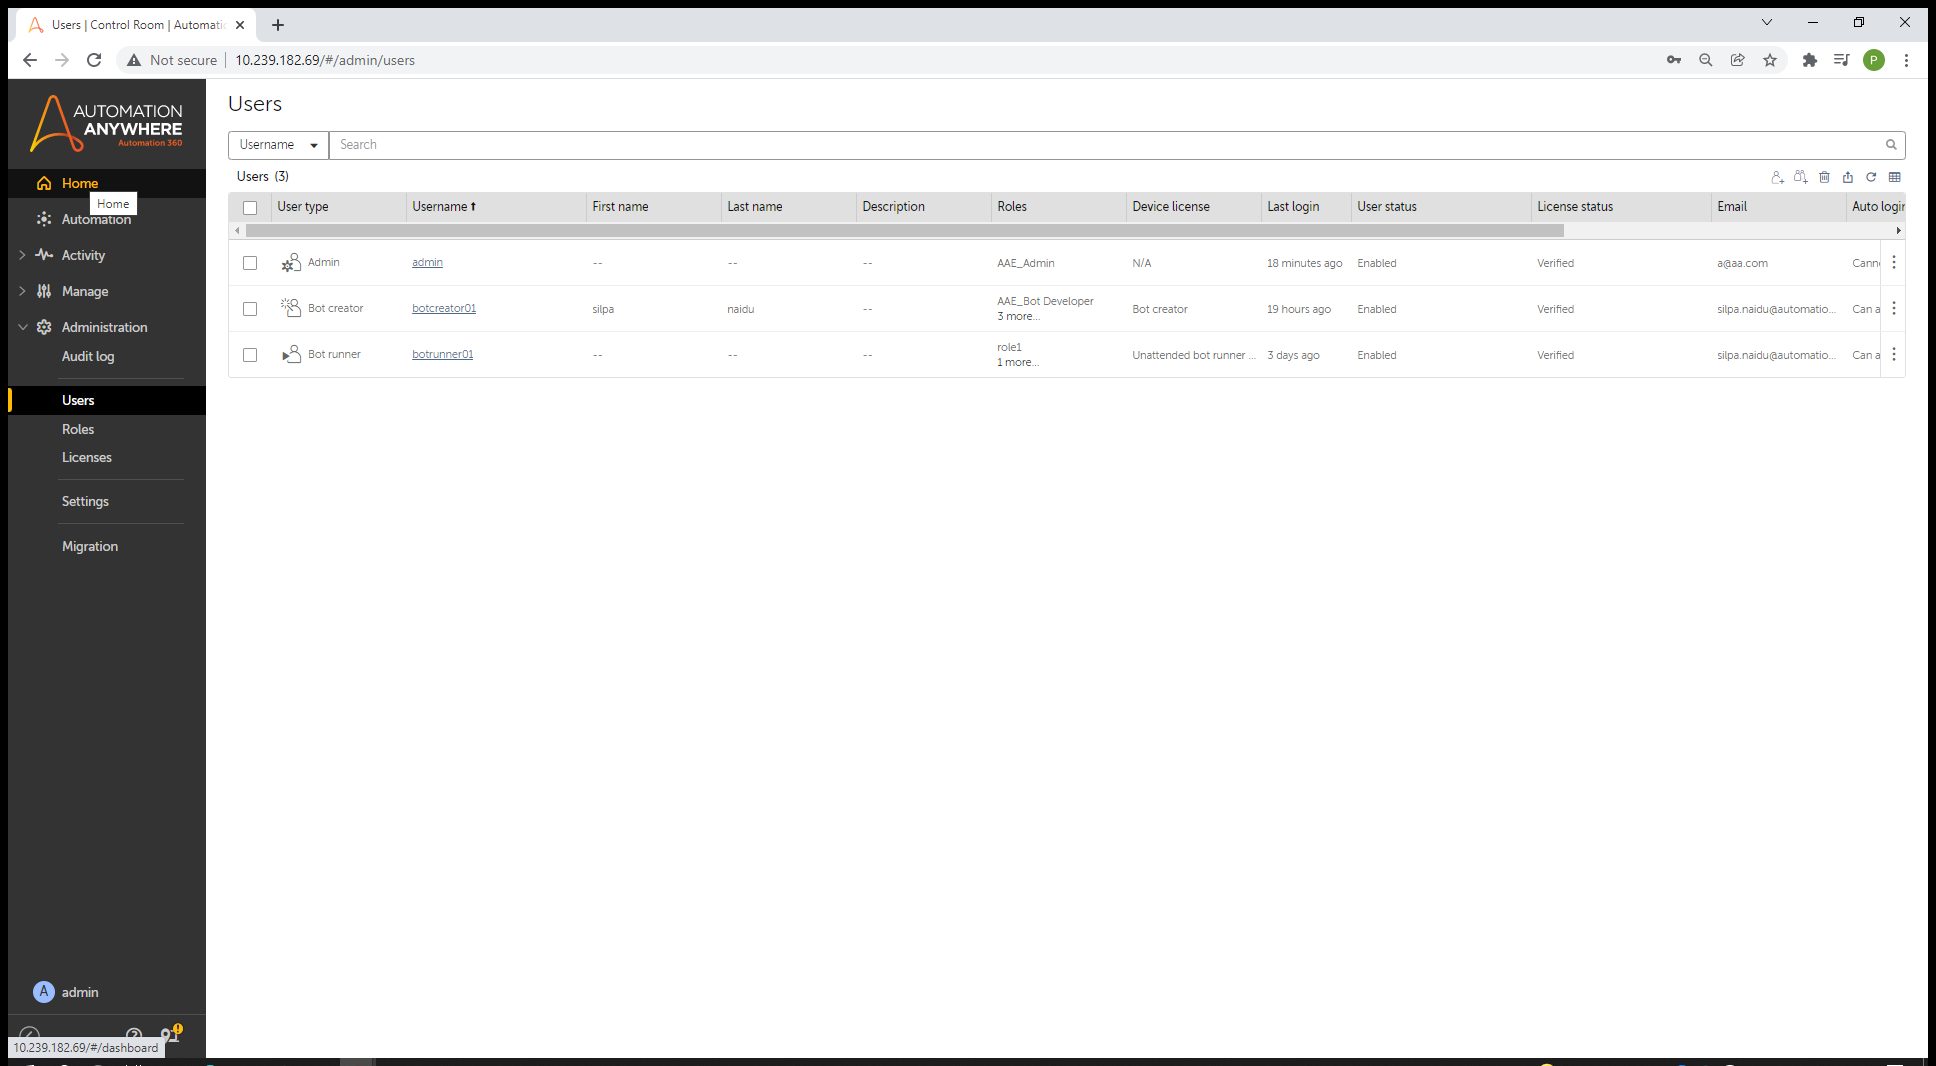 Users | Control Room | Automatic
Not secure
10.239.182.69/#/admin/users
P
AUTOMATION
ANYWHERE
Automation 360
Home
Home
Automation
Activity
Manage
Administration
Audit log
Users
Roles
Licenses
Settings
Migration
A admin
10.239.182.69/#/dashboard
Users
Username Search
Users (3)
User type Username First name Last name Description Roles Device license Last login User status License status Email Auto login
Admin admin -- -- -- AAE_Admin N/A 18 minutes ago Enabled Verified a@aa.com Cann
Bot creator botcreator01 silpa naidu -- AAE_Bot Developer Bot creator 19 hours ago Enabled Verified silpa.naidu@automatio... Can a
3 more...
Bot runner botrunner01 -- -- -- role1 Unattended bot runner ... 3 days ago Enabled Verified silpa.naidu@automatio... Can a
1 more...